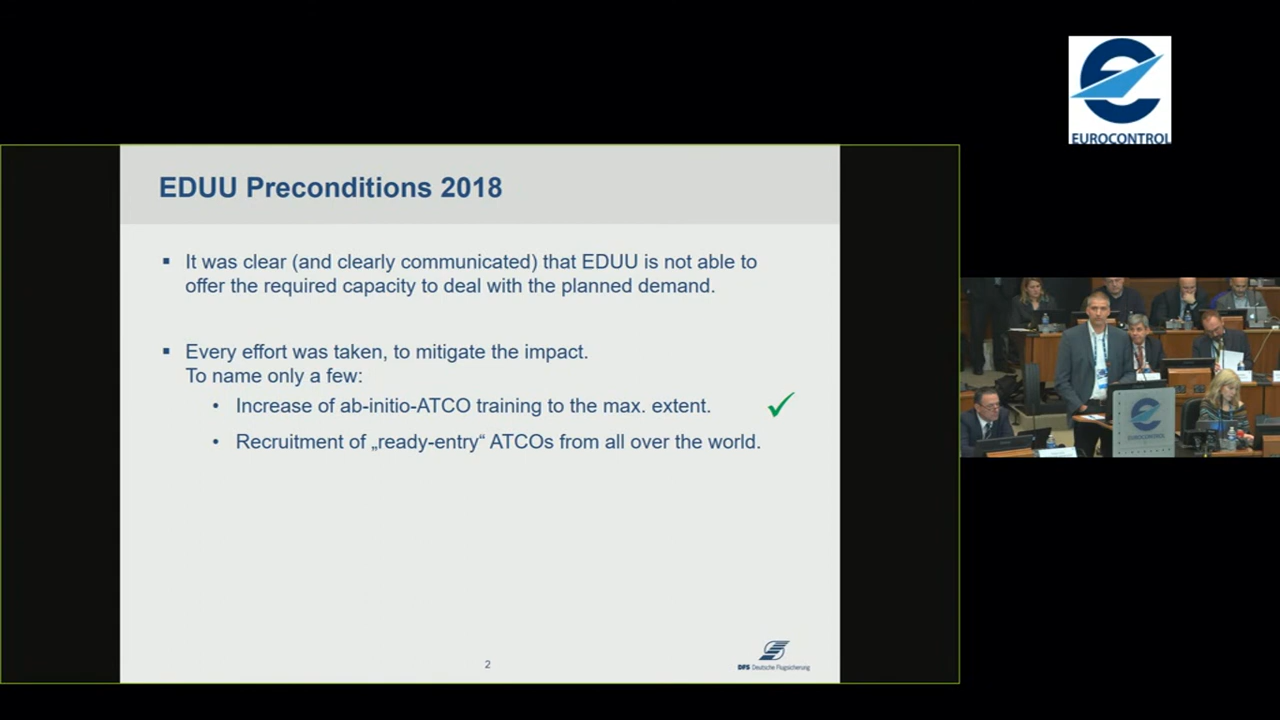 EUROCONTROL
EDUU Preconditions 2018
▪ It was clear (and clearly communicated) that EDUU is not able to
offer the required capacity to deal with the planned demand.
▪ Every effort was taken, to mitigate the impact.
To name only a few:
• Increase of ab-initio-ATCO training to the max. extent.
• Recruitment of „ready-entry“ ATCOs from all over the world.
2
DFS Deutsche Flugsicherung
EUROCONTROL